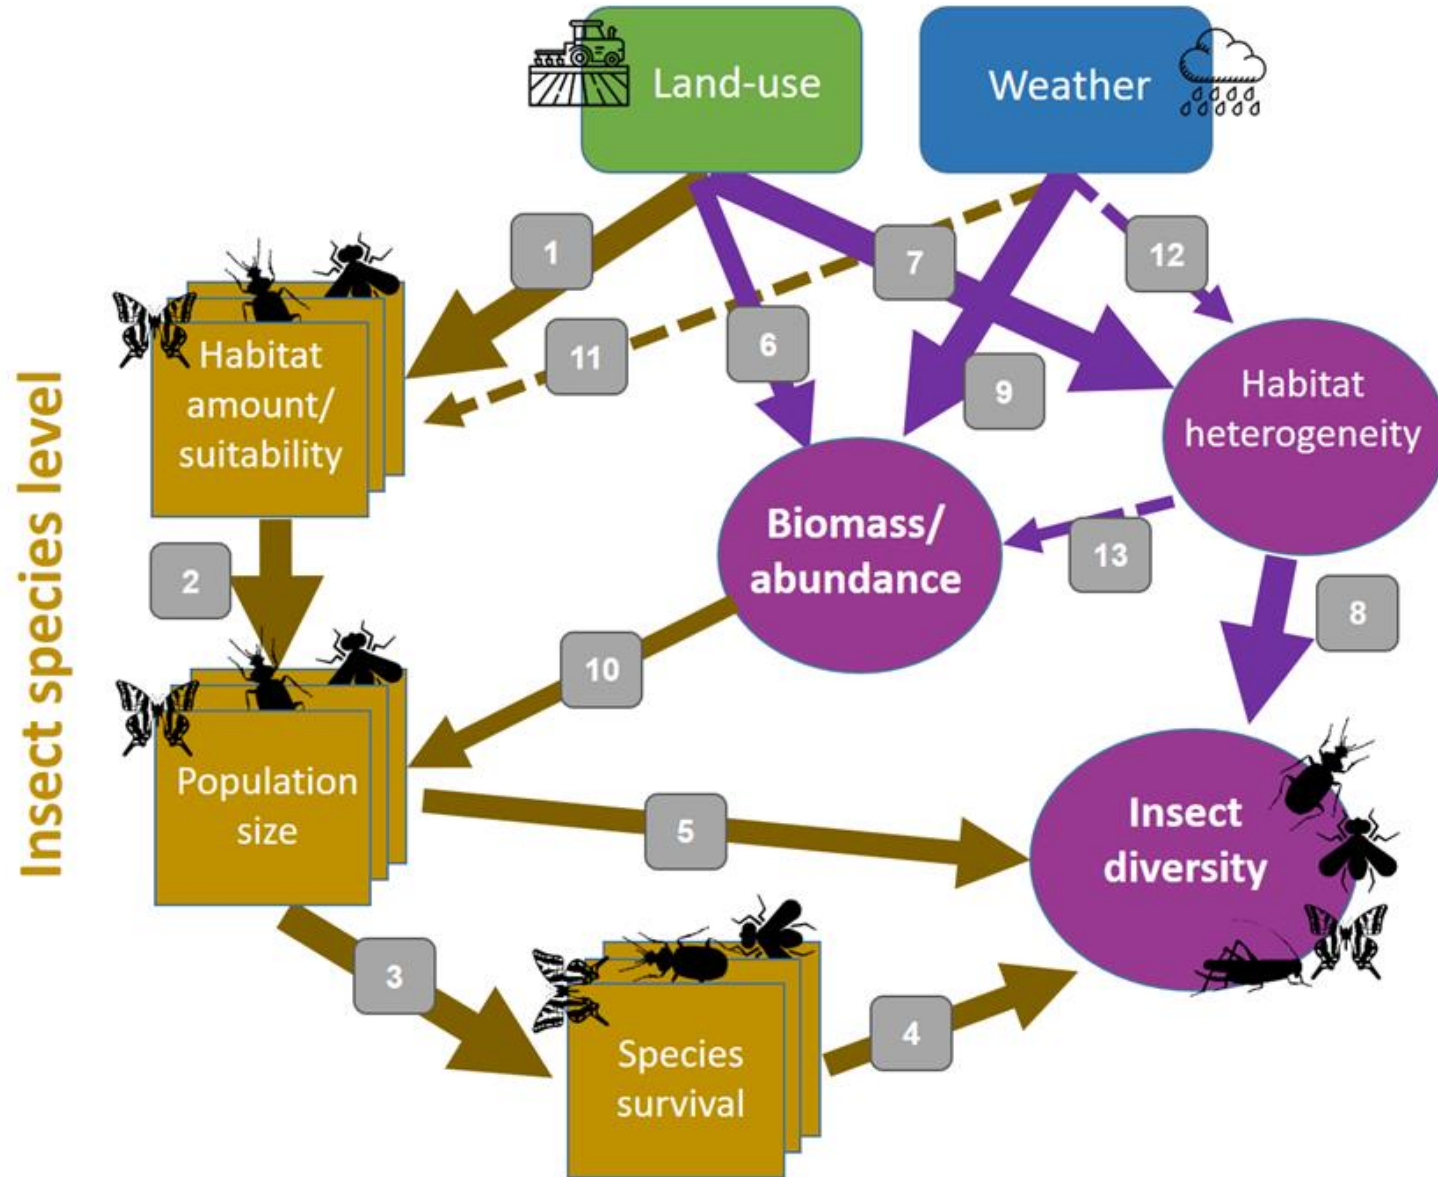 Land-use
Weather
1
7
12
6
11
9
Habitat
amount/
suitability
Habitat
heterogeneity
Insect species level
Biomass/
abundance
13
2
8
10
Population
size
5
Insect
diversity
3
4
Species
survival